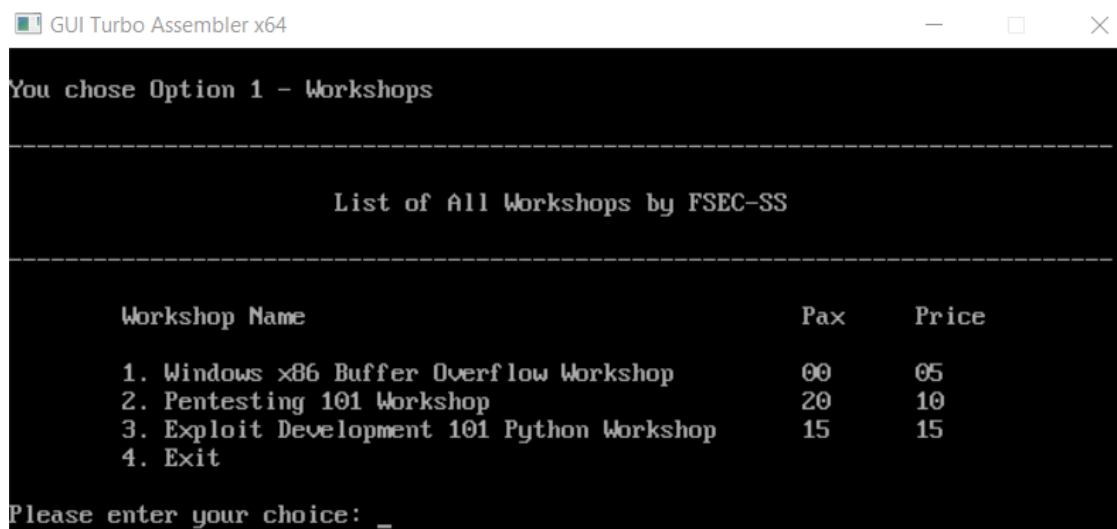 GUI Turbo Assembler x64
You chose Option 1 - Workshops
List of All Workshops by FSEC-SS
Workshop Name Pax Price
1. Windows x86 Buffer Overflow Workshop 00 05
2. Pentesting 101 Workshop 20 10
3. Exploit Development 101 Python Workshop 15 15
4. Exit
Please enter your choice: _